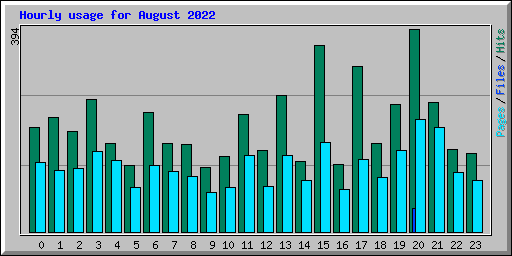 Hourly usage for August 2022
394
Pages / Files / Hits
0 1 2 3 4 5 6 7 8 9 10 11 12 13 14 15 16 17 18 19 20 21 22 23